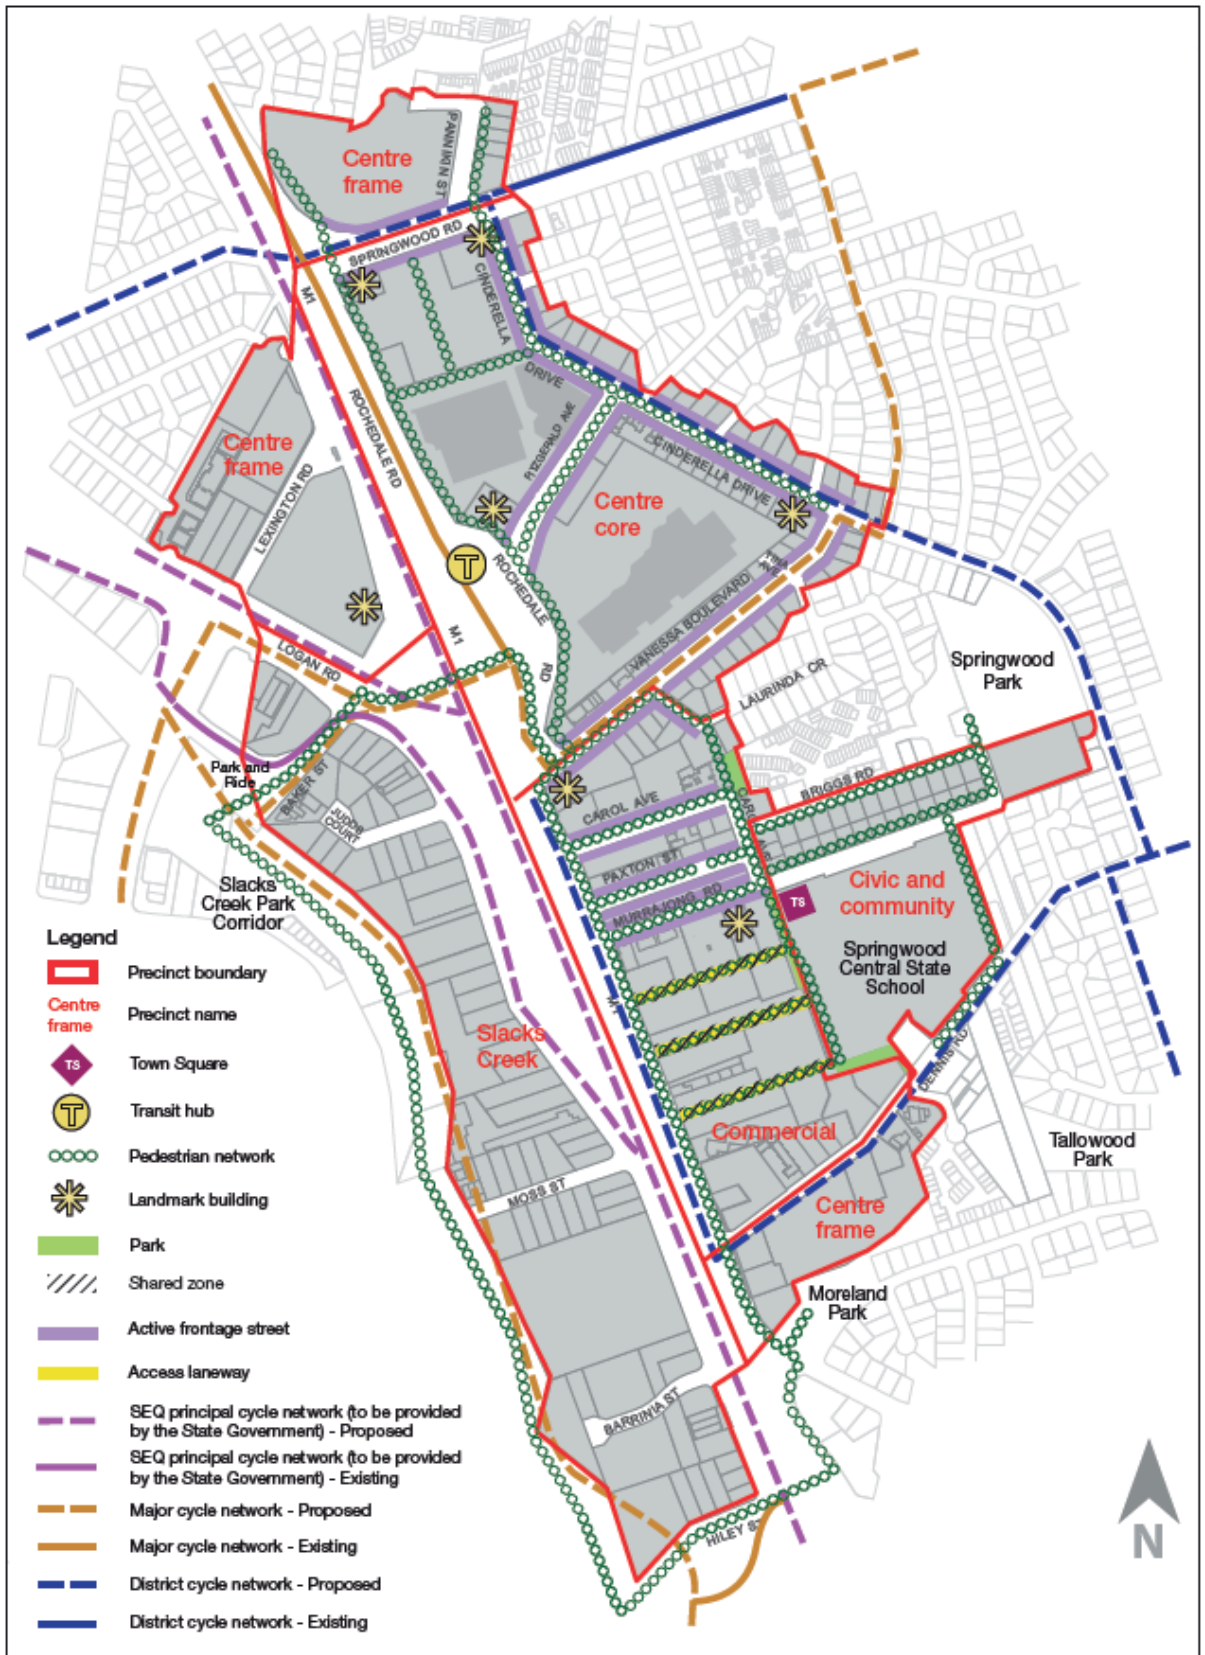 Centre
frame
PANNIKIN ST
SPRINGWOOD RD
CINDERELLA
DRIVE
M1
ROCHEDALE RD
Centre
frame
LEXINGTON RD
FITZGERALD AVE
CINDERELLA DRIVE
Centre
core
T
ROCHEDALE
RD
TINA
AVE
VANESSA BOULEVARD
M1
LOGAN RD
LAURINDA CR
Springwood
Park
Park and
Ride
BAKER ST
JUDDS
COURT
BRIGGS RD
CAROL AVE
CAROL AVE
PAXTON ST
MURRAJONG RD
TS
Civic and
community
Springwood
Central State
School
Slacks
Creek Park
Corridor
M1
Slacks
Creek
DENNIS RD
Commercial
Tallowood
Park
MOSS ST
Centre
frame
Moreland
Park
BARRINIA ST
HILEY ST
N
Legend
Precinct boundary
Centre
frame
Precinct name
TS
Town Square
T
Transit hub
Pedestrian network
Landmark building
Park
Shared zone
Active frontage street
Access laneway
SEQ principal cycle network (to be provided
by the State Government) - Proposed
SEQ principal cycle network (to be provided
by the State Government) - Existing
Major cycle network - Proposed
Major cycle network - Existing
District cycle network - Proposed
District cycle network - Existing